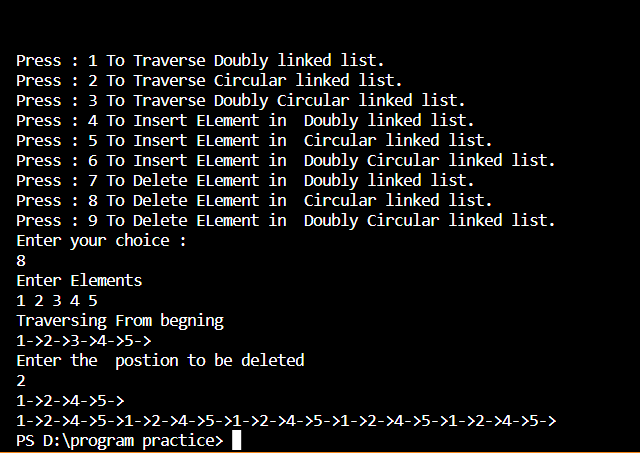 Press : 1 To Traverse Doubly linked list.
Press : 2 To Traverse Circular linked list.
Press : 3 To Traverse Doubly Circular linked list.
Press : 4 To Insert ELement in  Doubly linked list.
Press : 5 To Insert ELement in  Circular linked list.
Press : 6 To Insert ELement in  Doubly Circular linked list.
Press : 7 To Delete ELement in  Doubly linked list.
Press : 8 To Delete ELement in  Circular linked list.
Press : 9 To Delete ELement in  Doubly Circular linked list.
Enter your choice :
8
Enter Elements
1 2 3 4 5
Traversing From begning
1->2->3->4->5->
Enter the  postion to be deleted
2
1->2->4->5->
1->2->4->5->1->2->4->5->1->2->4->5->1->2->4->5->1->2->4->5->
PS D:\program practice>